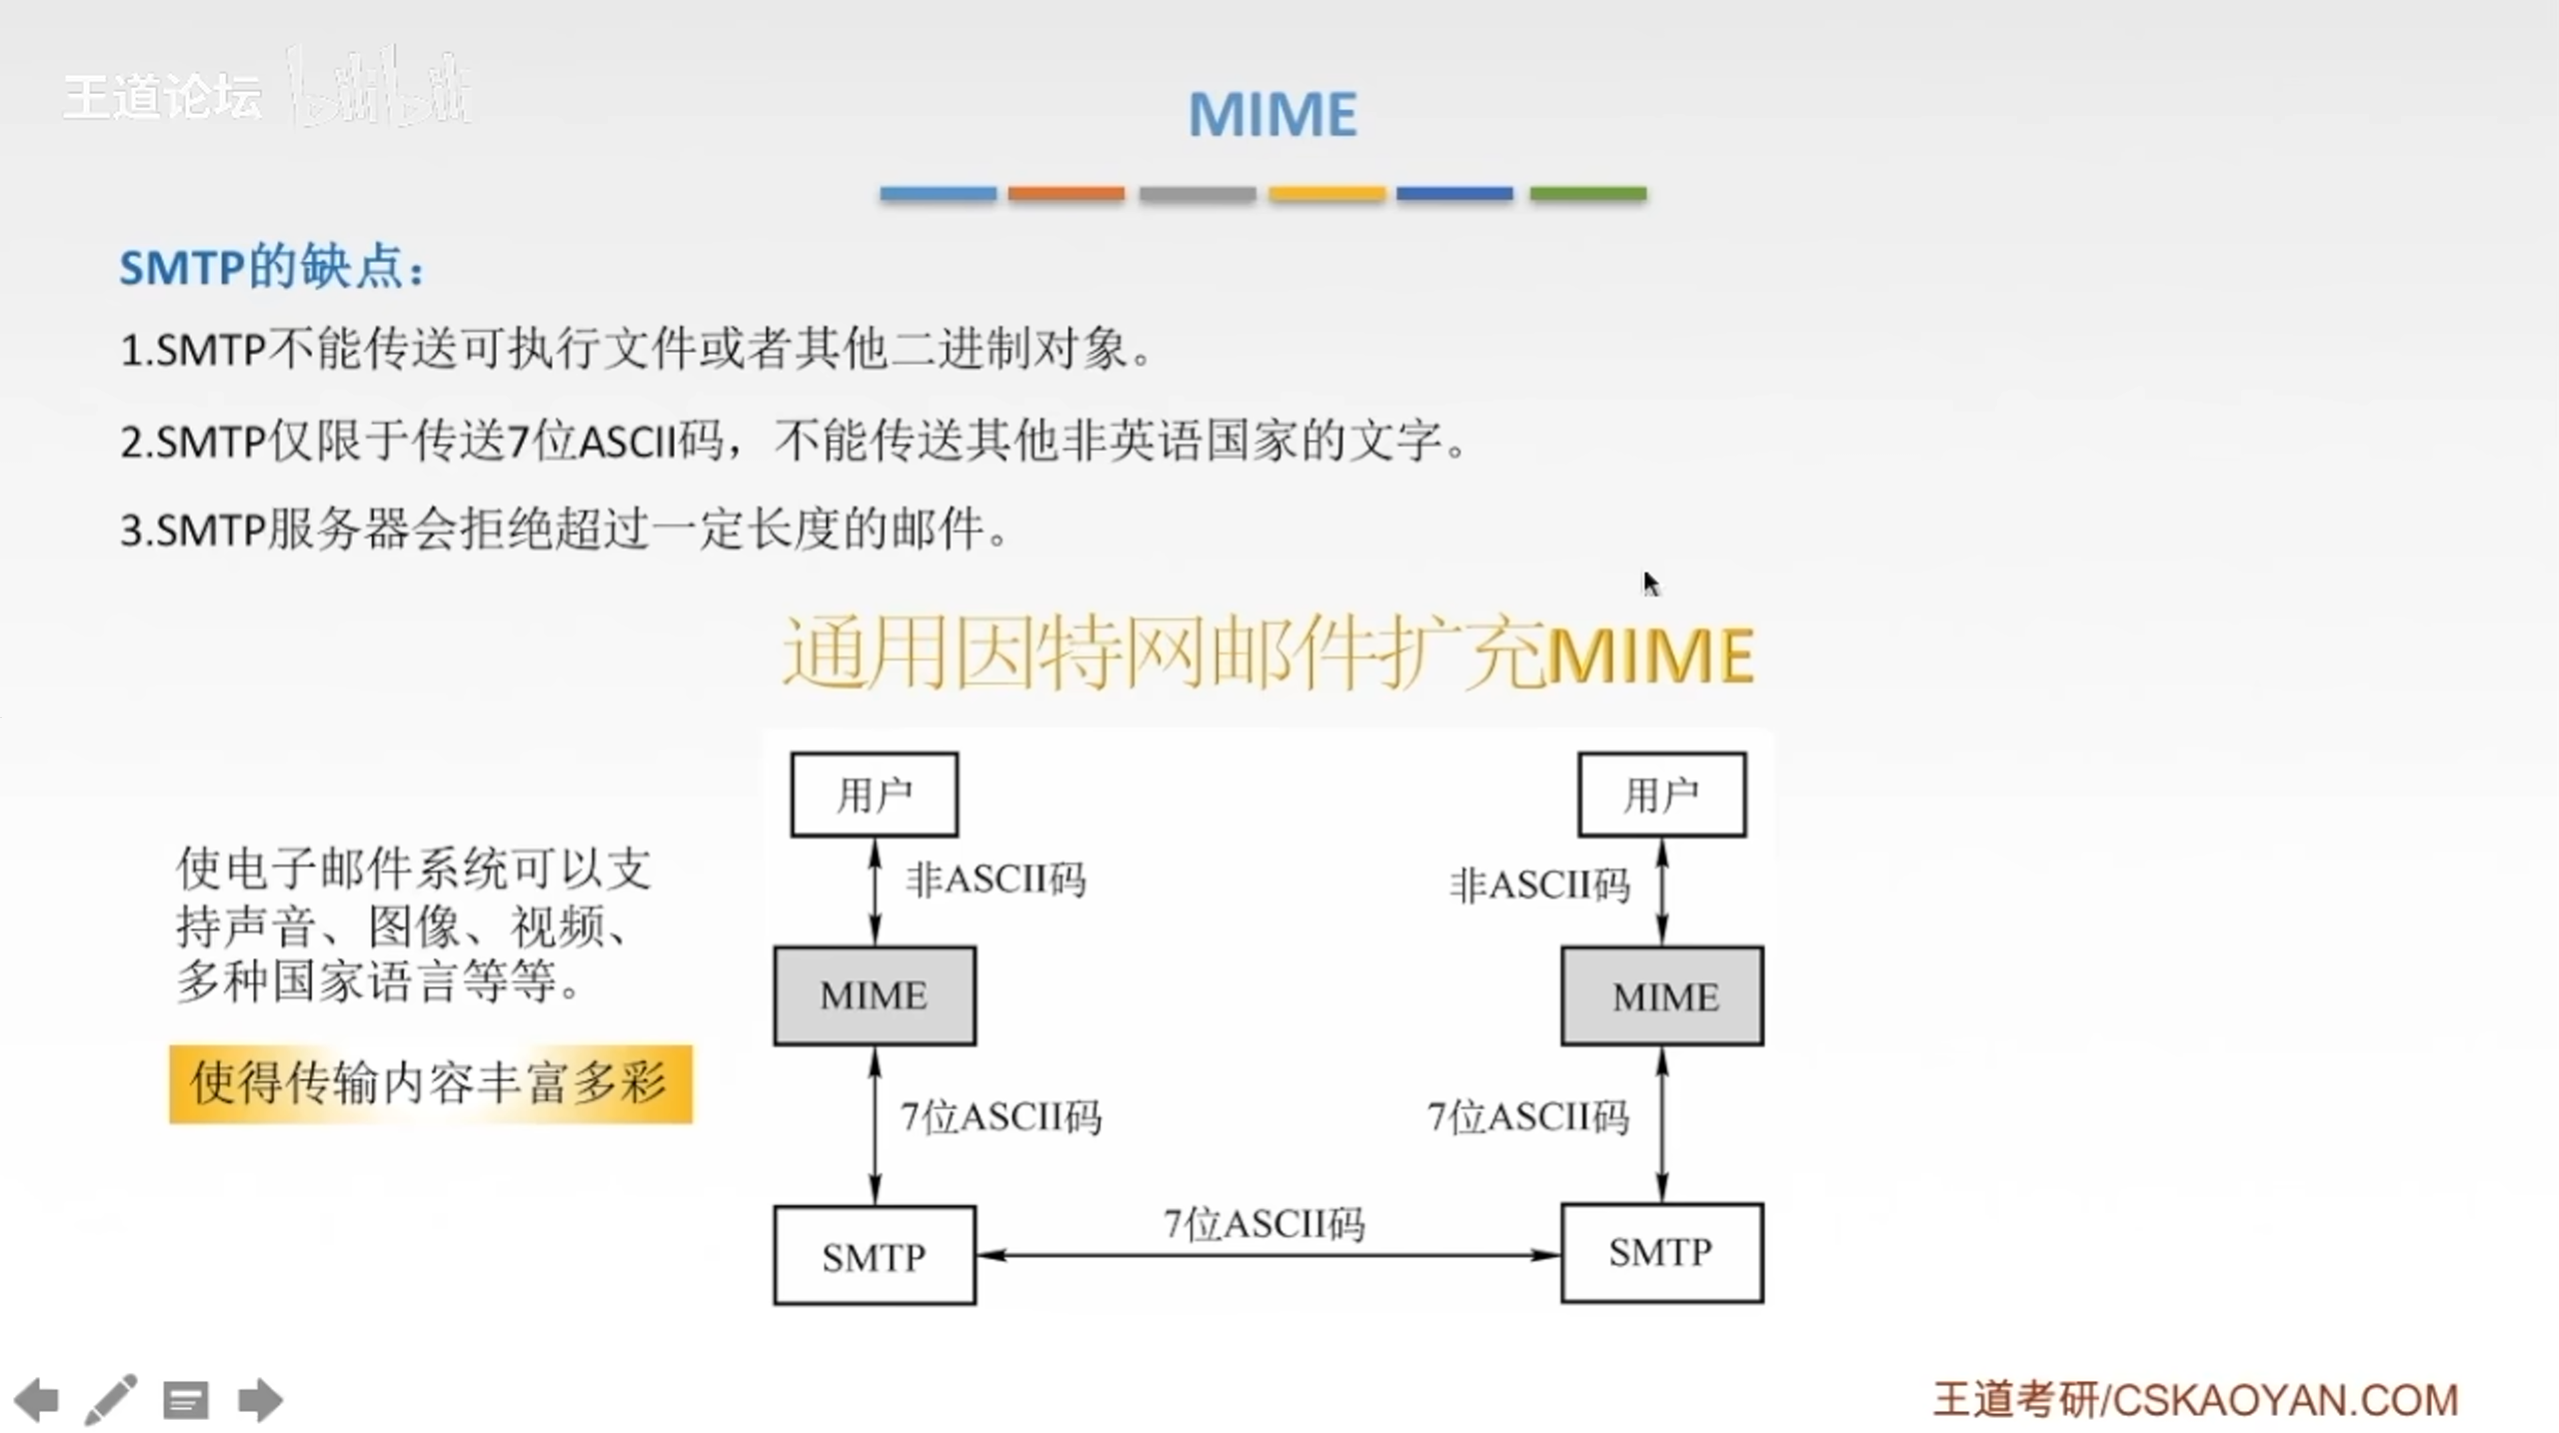 王道论坛 bilibili
MIME
SMTP的缺点：
1.SMTP不能传送可执行文件或者其他二进制对象。
2.SMTP仅限于传送7位ASCII码，不能传送其他非英语国家的文字。
3.SMTP服务器会拒绝超过一定长度的邮件。
通用因特网邮件扩充MIME
使电子邮件系统可以支
持声音、图像、视频、
多种国家语言等等。
使得传输内容丰富多彩
用户
用户
非ASCII码
非ASCII码
MIME
MIME
7位ASCII码
7位ASCII码
7位ASCII码
SMTP
SMTP
王道考研/CSKAOYAN.COM